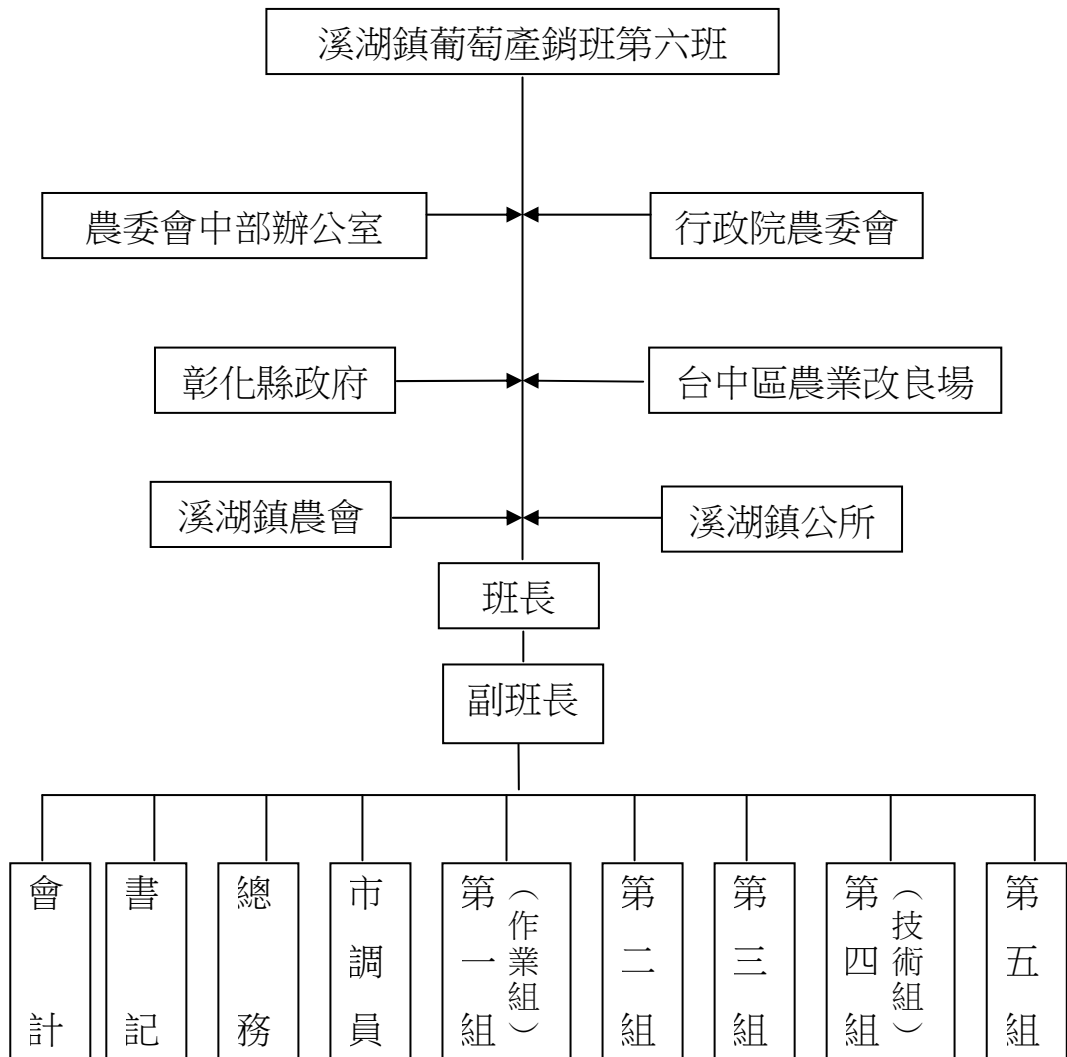 溪湖鎮葡萄產銷班第六班
農委會中部辦公室
行政院農委會
彰化縣政府
台中區農業改良場
溪湖鎮農會
溪湖鎮公所
班長
副班長
會計
書記
總務
市調員
第一組
（作業組）
第二組
第三組
第四組
（技術組）
第五組